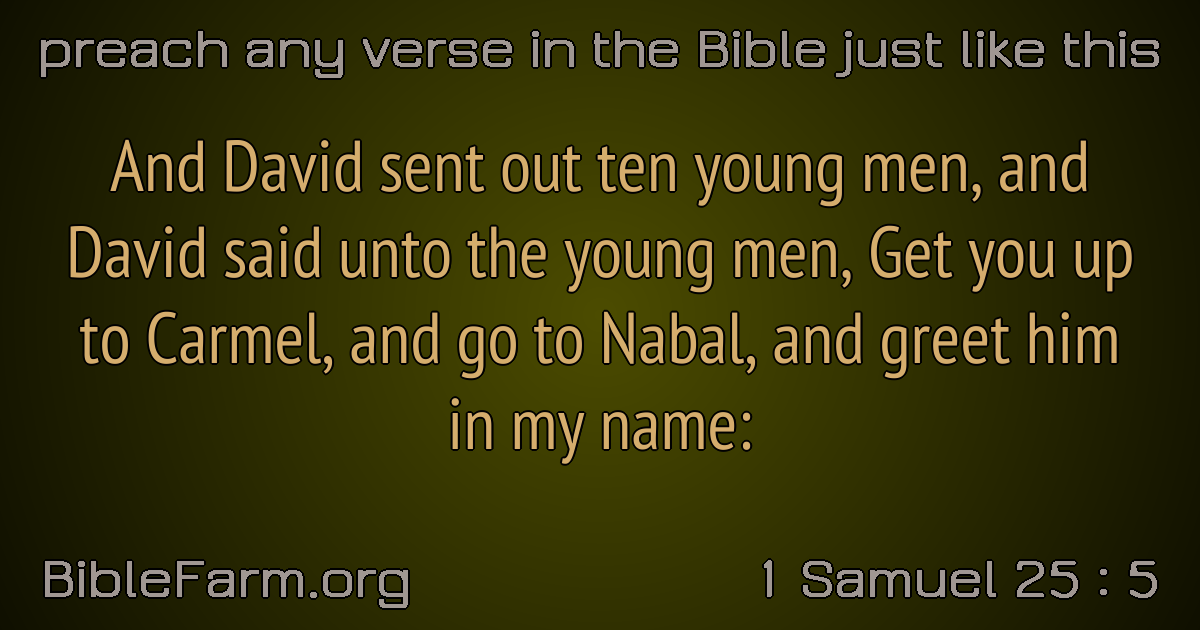 preach any verse in the Bible just like this
And David sent out ten young men, and
David said unto the young men, Get you up
to Carmel, and go to Nabal, and greet him
in my name:
BibleFarm.org
1 Samuel 25 : 5